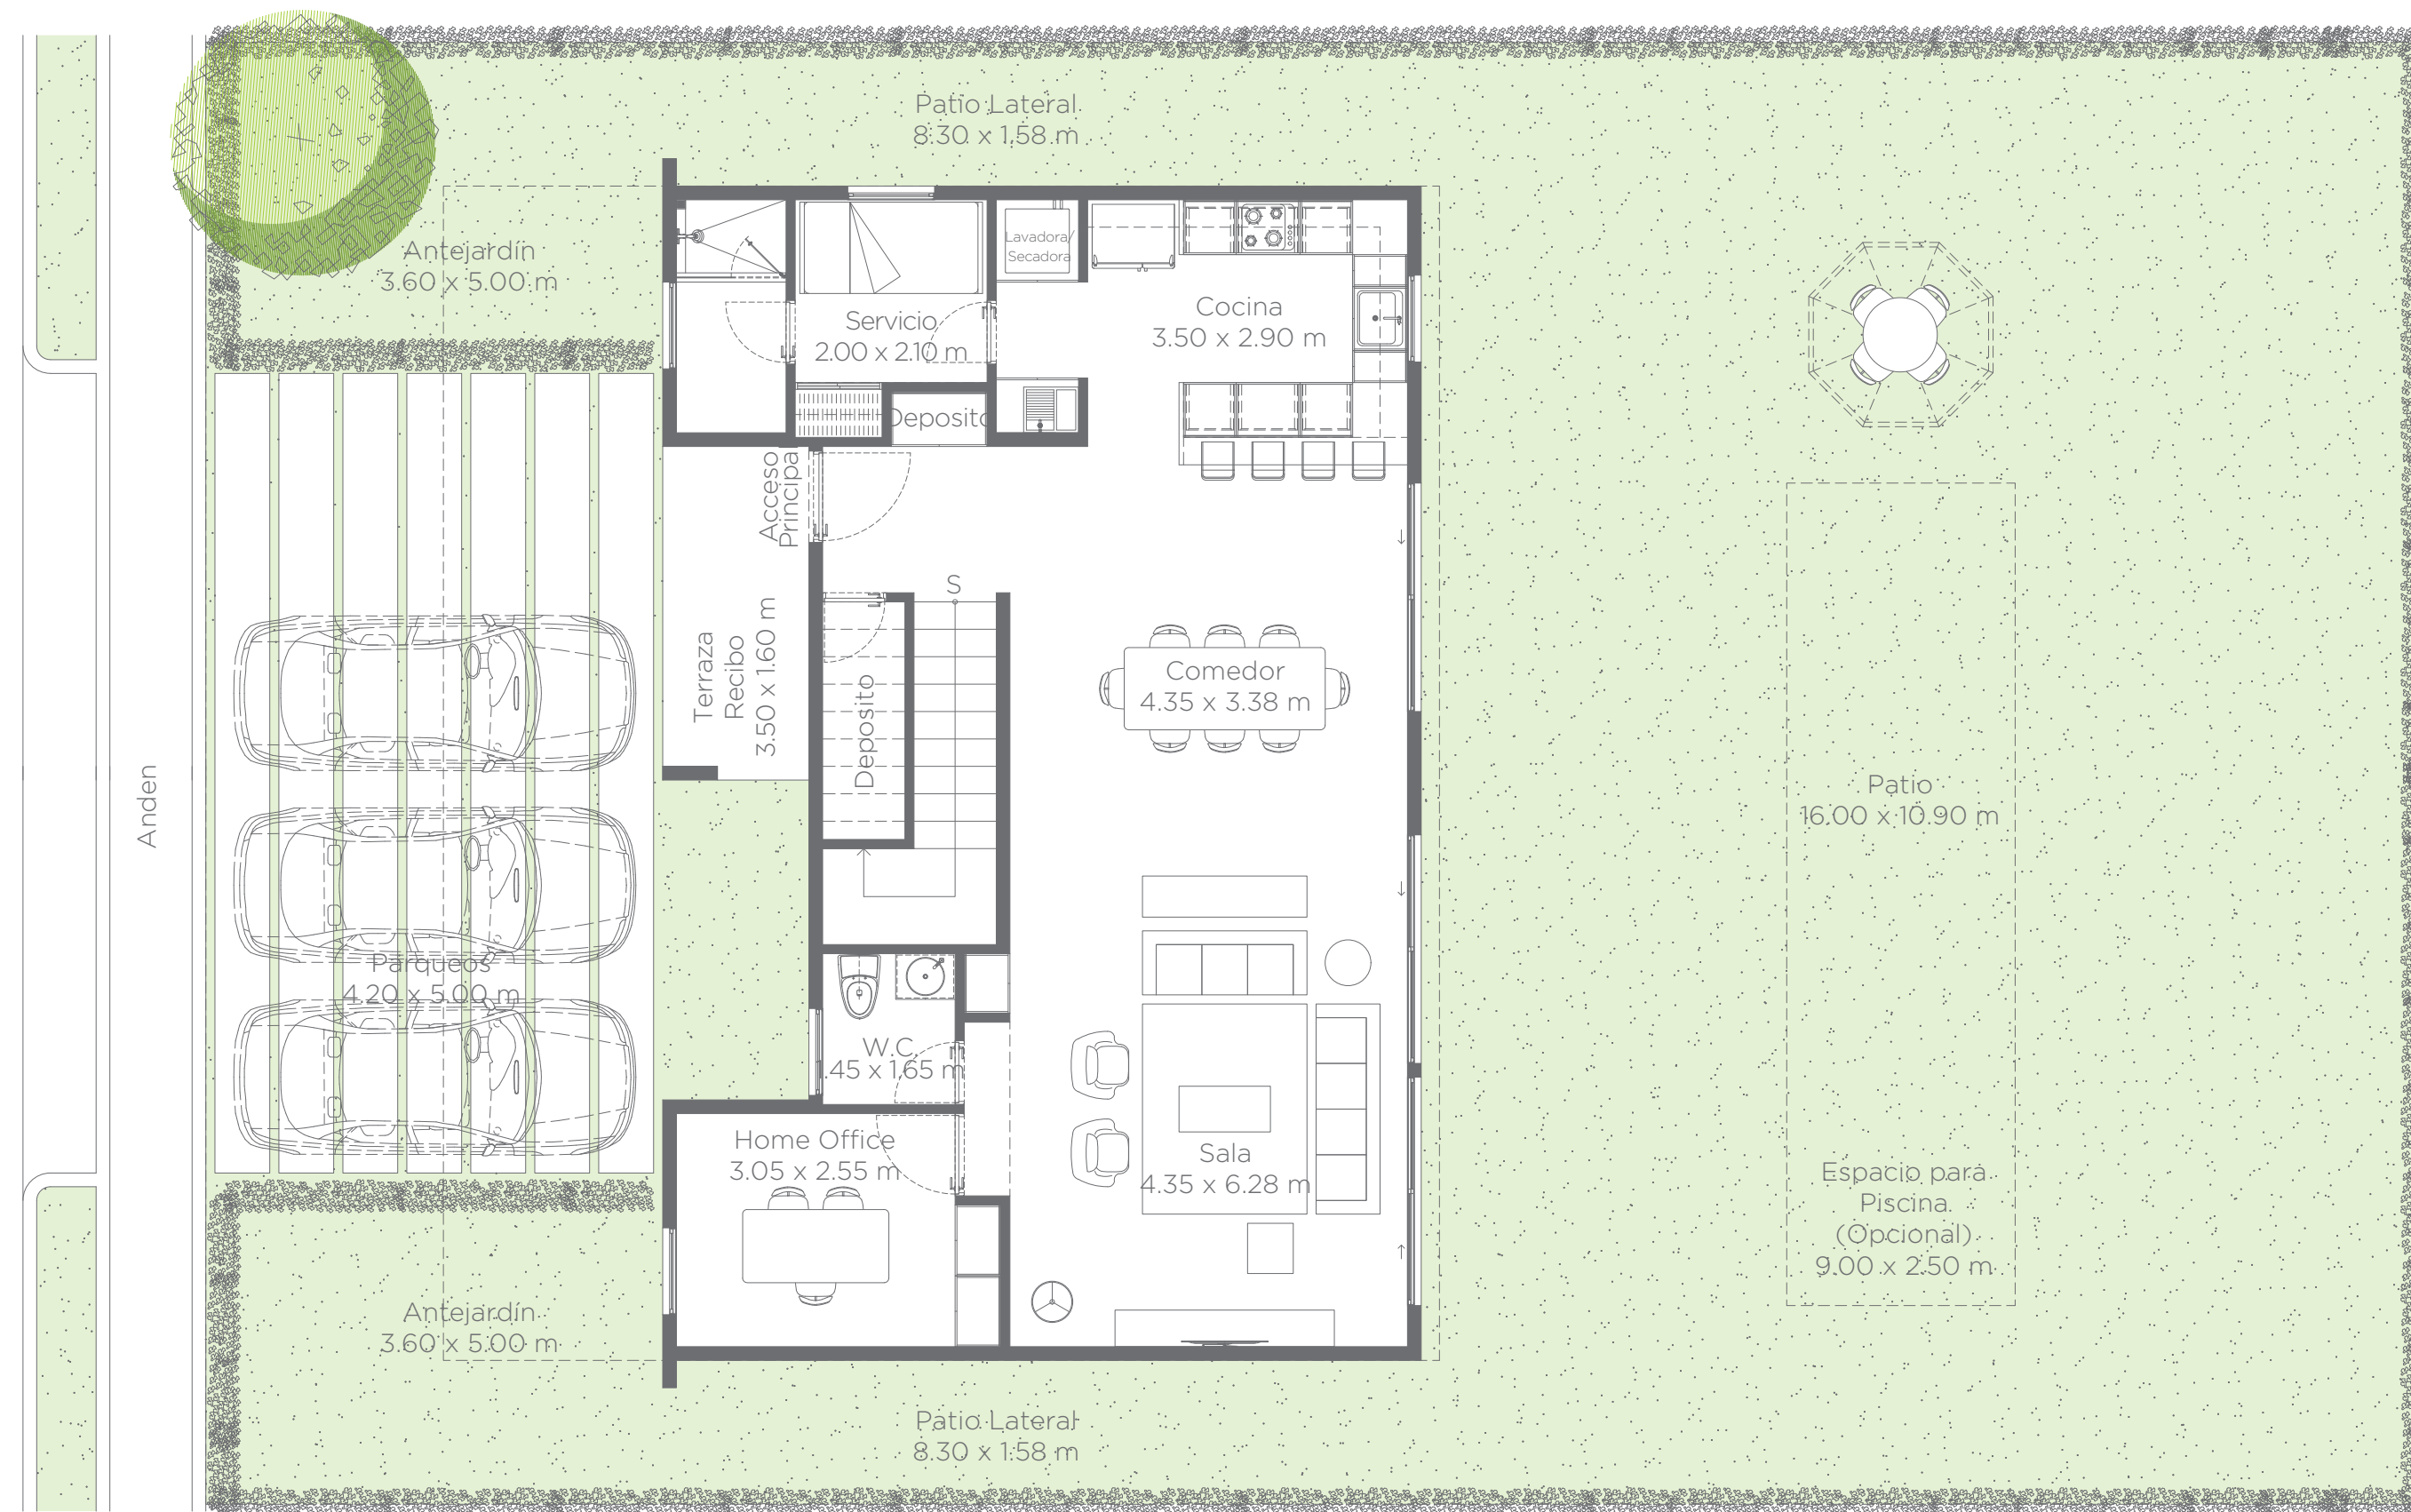 Patio Lateral
8.30 x 1.58 m
Antejardín
3.60 x 5.00 m
Lavadora/
Secadora
Servicio
2.00 x 2.10 m
Cocina
3.50 x 2.90 m
Deposito
Acceso
Principal
S
Terraza
Recibo
3.50 x 1.60 m
Deposito
Comedor
4.35 x 3.38 m
Anden
Patio
16.00 x 10.90 m
Parqueos
4.20 x 5.00 m
W.C.
1.45 x 1.65 m
Home Office
3.05 x 2.55 m
Sala
4.35 x 6.28 m
Espacio para
Piscina
(Opcional)
9.00 x 2.50 m
Antejardín
3.60 x 5.00 m
Patio Lateral
8.30 x 1.58 m